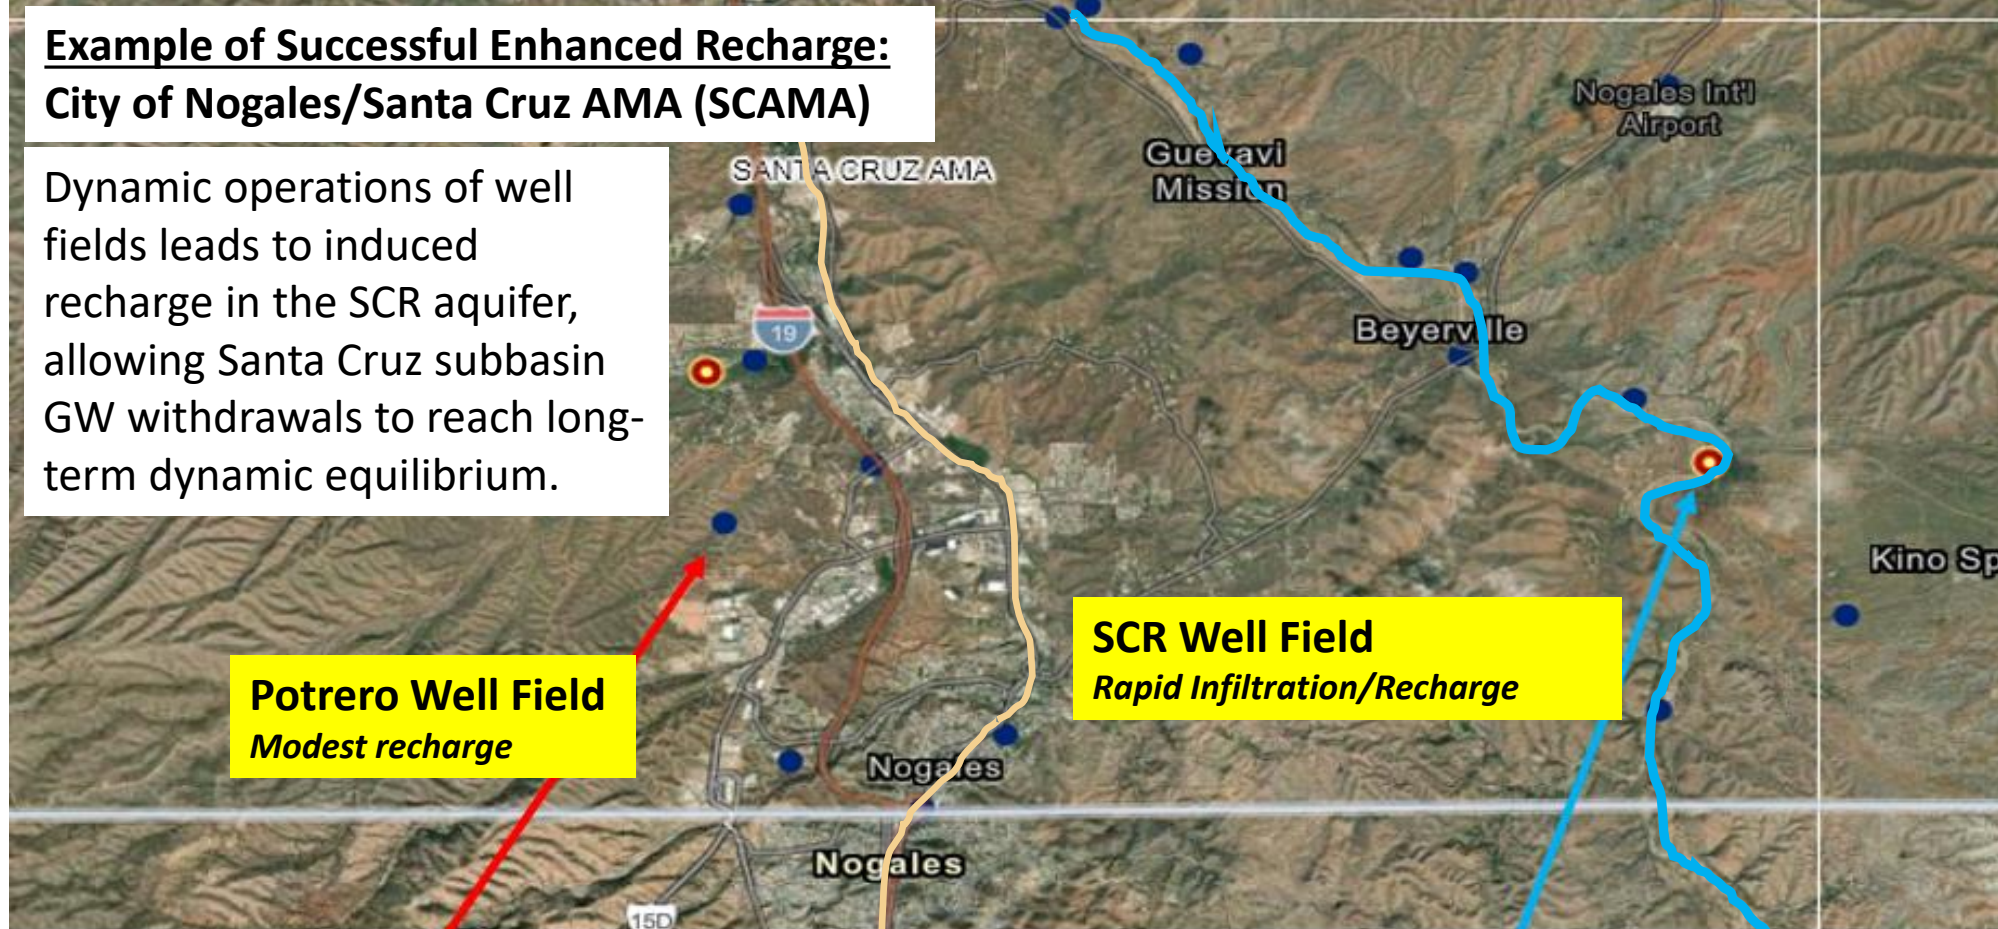 Example of Successful Enhanced Recharge:
City of Nogales/Santa Cruz AMA (SCAMA)
Dynamic operations of well
fields leads to induced
recharge in the SCR aquifer,
allowing Santa Cruz subbasin
GW withdrawals to reach long-
term dynamic equilibrium.
SANTA CRUZ AMA
Nogales Int'l
Airport
Guevavi
Mission
19
Beyerville
Kino Sp
SCR Well Field
Rapid Infiltration/Recharge
Potrero Well Field
Modest recharge
Nogales
Nogales
15D